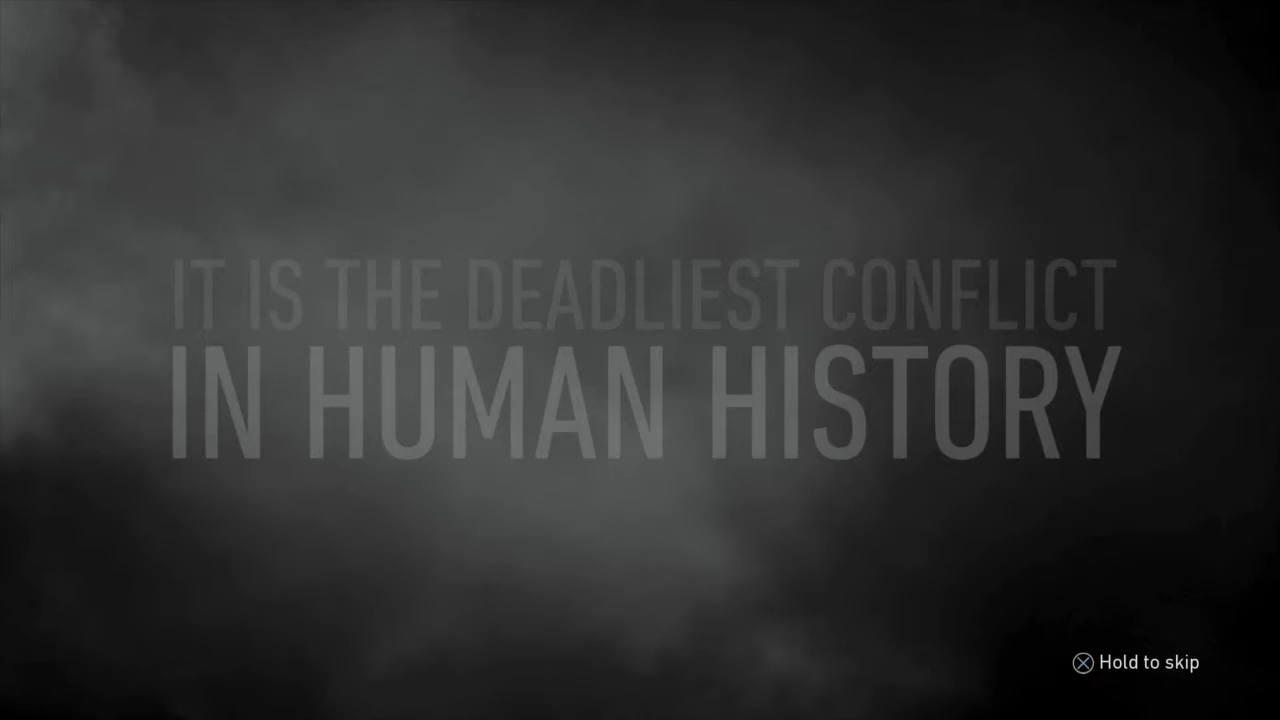 IT IS THE DEADLIEST CONFLICT
IN HUMAN HISTORY
Hold to skip